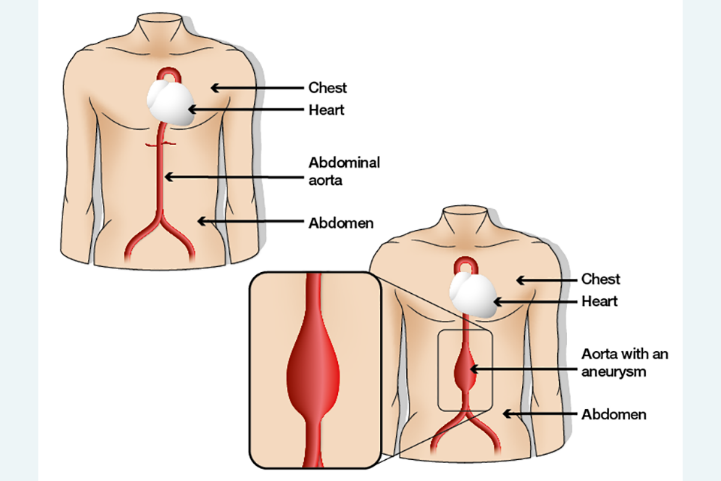 Chest
Heart
Abdominal
aorta
Abdomen
Chest
Heart
Aorta with an
aneurysm
Abdomen